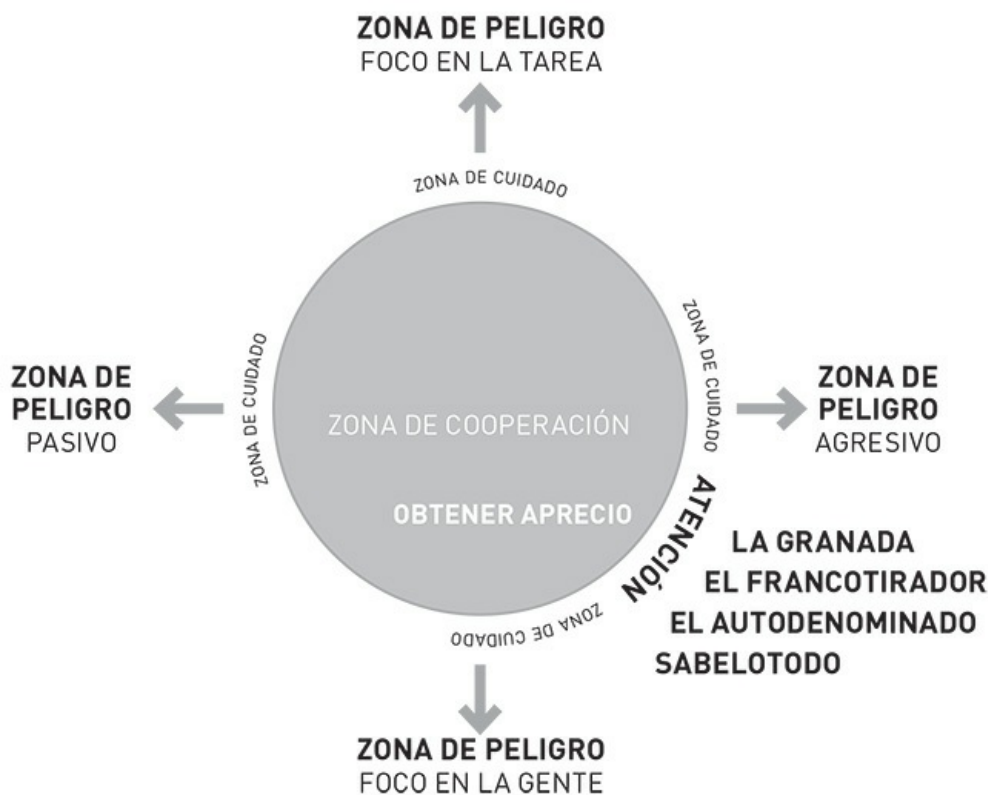 ZONA DE PELIGRO
FOCO EN LA TAREA
ZONA DE CUIDADO
ZONA DE CUIDADO
ZONA DE CUIDADO
ZONA DE
PELIGRO
PASIVO
ZONA DE
PELIGRO
AGRESIVO
ZONA DE COOPERACIÓN
OBTENER APRECIO
ATENCIÓN
LA GRANADA
EL FRANCOTIRADOR
EL AUTODENOMINADO
SABELOTODO
ZONA DE CUIDADO
ZONA DE PELIGRO
FOCO EN LA GENTE